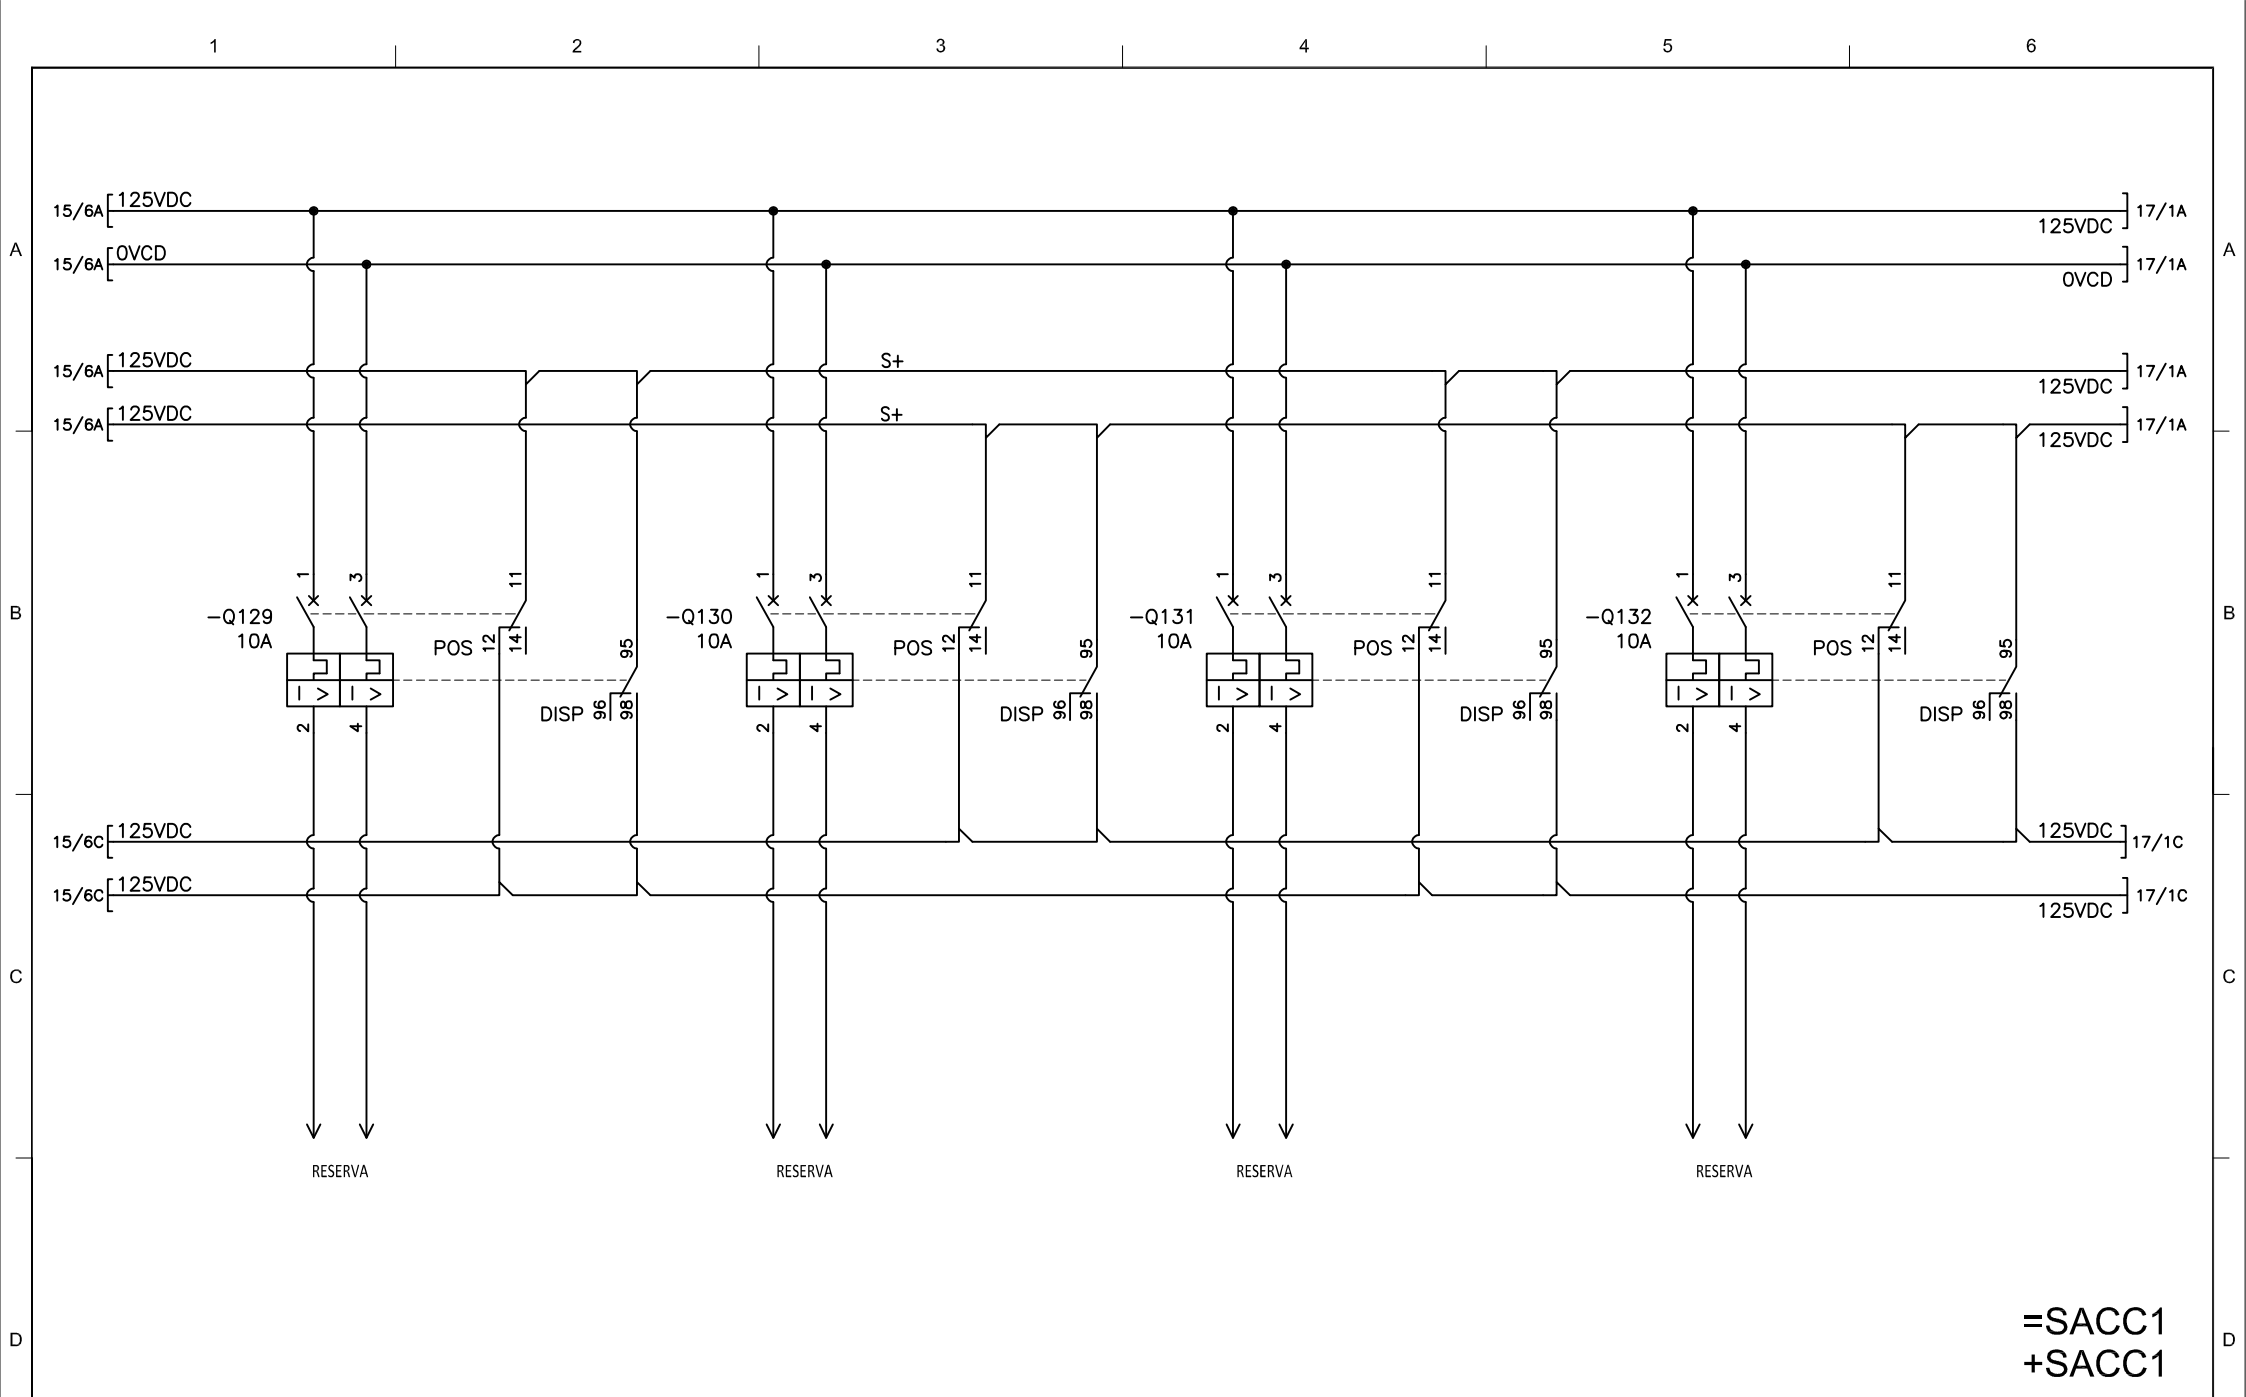 1 2 3 4 5 6
15/6A 125VDC
17/1A
125VDC
A
15/6A 0VCD
17/1A
0VCD
A
15/6A 125VDC S+
17/1A
125VDC
15/6A 125VDC S+
17/1A
125VDC
1 3 11 1 3 11 1 3 11 1 3 11
B -Q129 -Q130 -Q131 -Q132 B
10A 10A 10A 10A
POS 12 14 95 POS 12 14 95 POS 12 14 95 POS 12 14 95
I > I > I > I > I > I > I > I >
DISP 96 98 DISP 96 98 DISP 96 98 DISP 96 98
2 4 2 4 2 4 2 4
15/6C 125VDC 125VDC 17/1C
15/6C 125VDC 17/1C
125VDC
C C
RESERVA RESERVA RESERVA RESERVA
=SACC1
D D
+SACC1